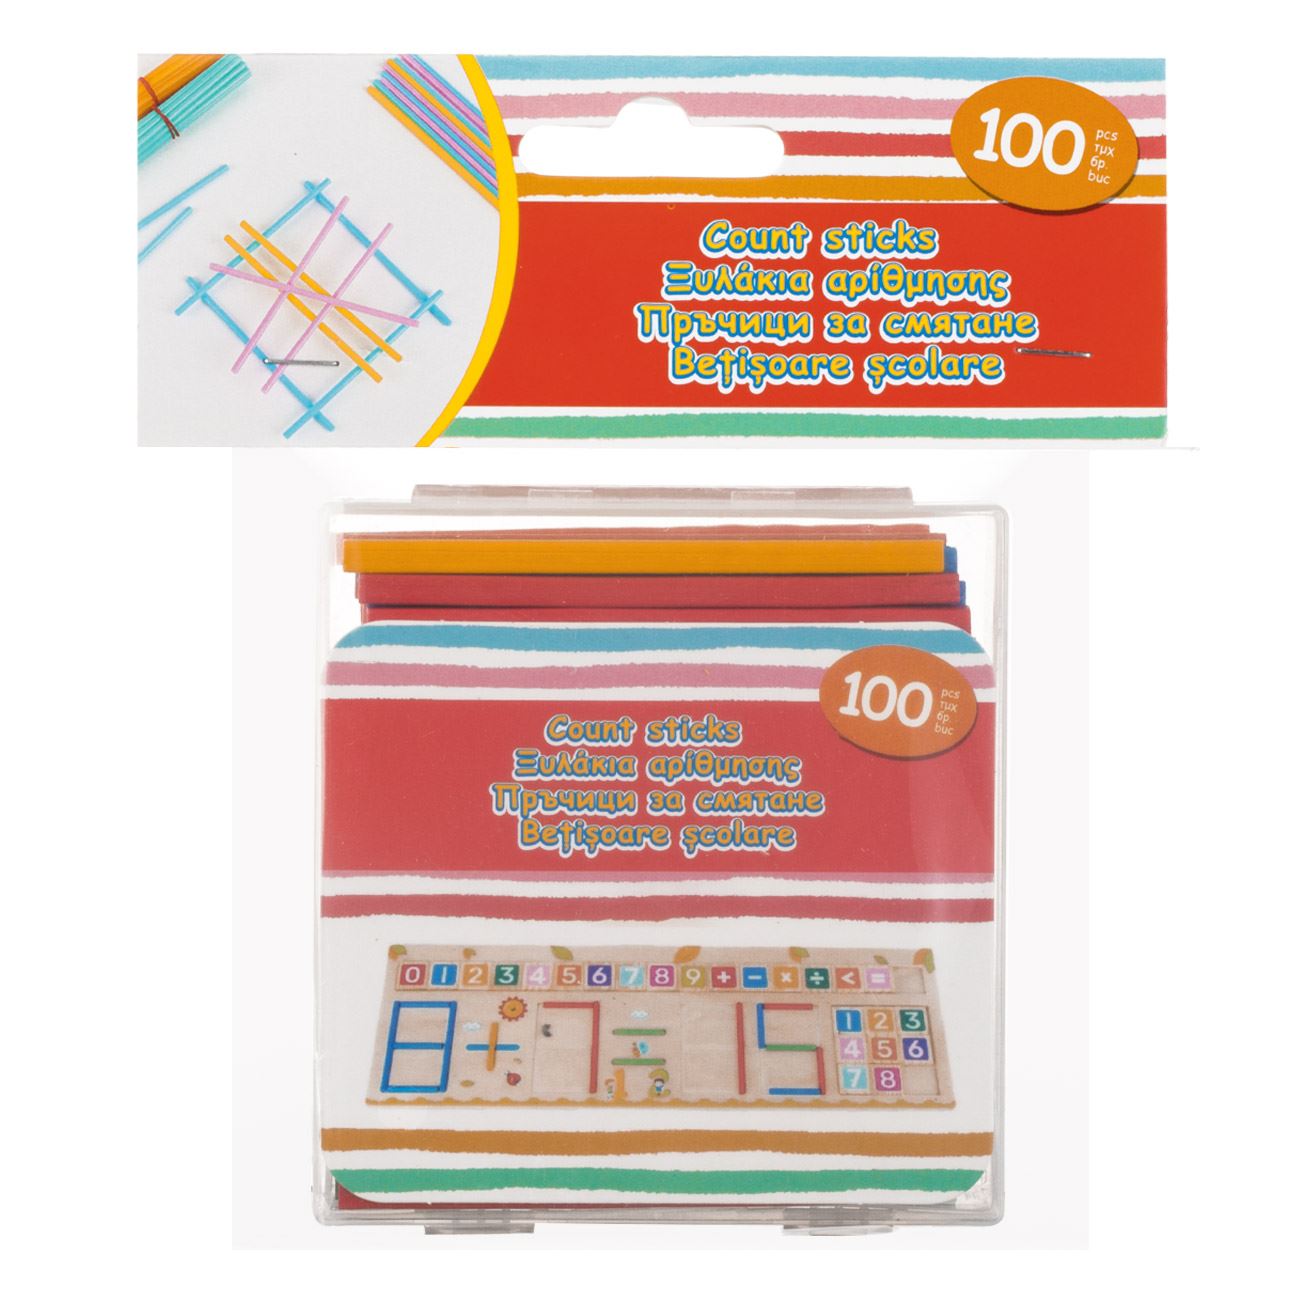 100 pcs
τμχ
бр.
buc
Count sticks
Ξυλάκια αρίθμησης
Пръчици за смятане
Bețișoare școlare
100 pcs
τμχ
бр.
buc
Count sticks
Ξυλάκια αρίθμησης
Пръчици за смятане
Bețișoare școlare
0 1 2 3 4 5 6 7 8 9 + - × ÷ < =
8 + 7 = 15
1 2 3
4 5 6
7 8